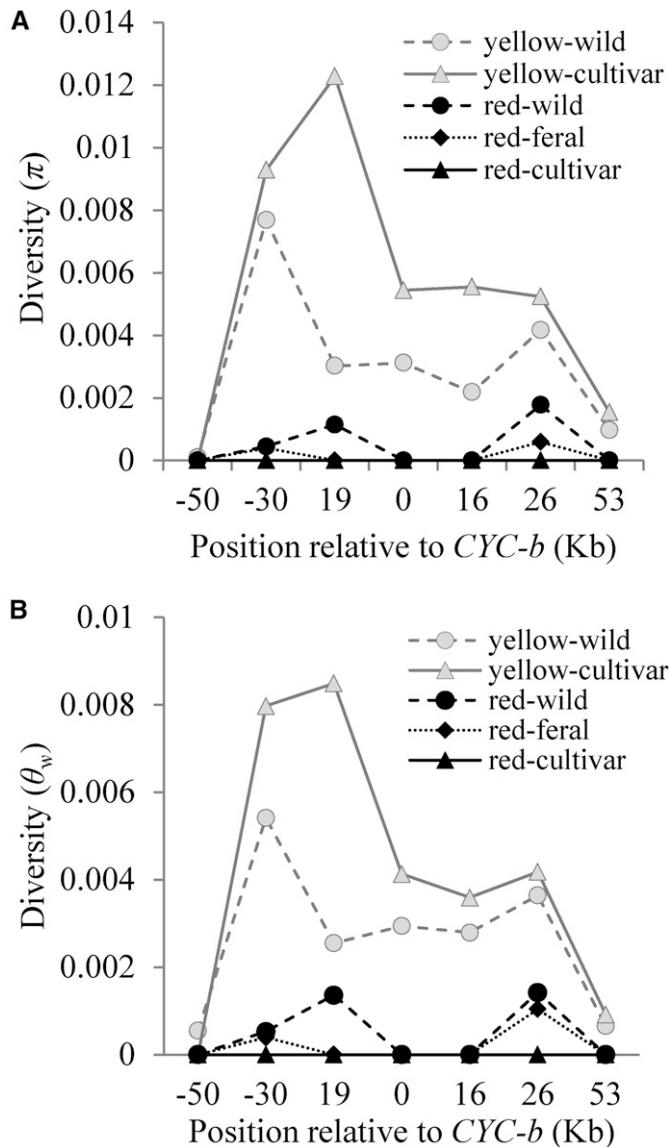 A
0.014
0.012
0.01
0.008
0.006
0.004
0.002
0
Diversity (π)
yellow-wild
yellow-cultivar
red-wild
red-feral
red-cultivar
-50 -30 19 0 16 26 53
Position relative to CYC-b (Kb)
B
0.01
0.008
0.006
0.004
0.002
0
Diversity (θw)
yellow-wild
yellow-cultivar
red-wild
red-feral
red-cultivar
-50 -30 19 0 16 26 53
Position relative to CYC-b (Kb)